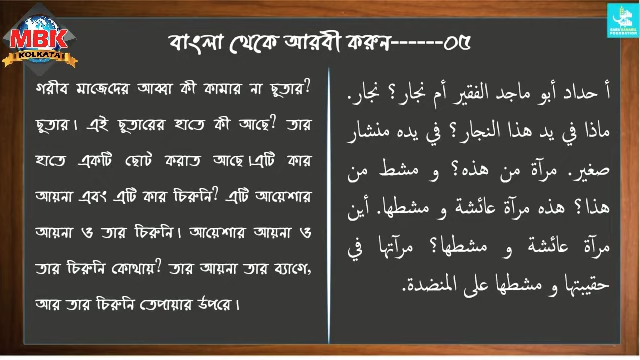 MBK
KOLKATA
বাংলা থেকে আরবী করুন------০৫
গরীব মাজেদের আব্বা কী কামার না ছুতার?
ছুতার। এই ছুতারের হাতে কী আছে? তার
হাতে একটি ছোট করাত আছে।এটি কার
আয়না এবং এটি কার চিরুনি? এটি আয়েশার
আয়না ও তার চিরুনি। আয়েশার আয়না ও
তার চিরুনি কোথায়? তার আয়না তার ব্যাগে,
আর তার চিরুনি তেপায়ার উপরে।
أ حداد أبو ماجد الفقير أم نجار؟ نجار.
ماذا في يد هذا النجار؟ في يده منشار
صغير. مرآة من هذه؟ و مشط من
هذا؟ هذه مرآة عائشة و مشطها. أين
مرآة عائشة و مشطها؟ مرآتها في
حقيبتها و مشطها على المنضدة.